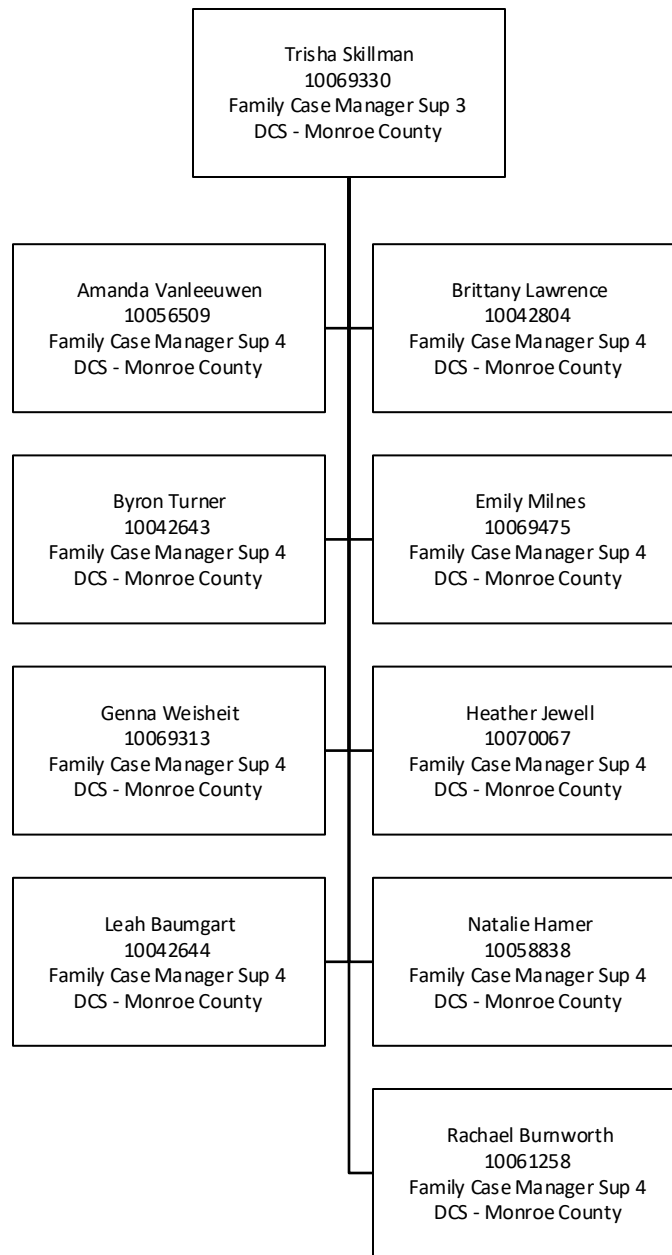 Trisha Skillman
10069330
Family Case Manager Sup 3
DCS - Monroe County
Amanda Vanleeuwen
10056509
Family Case Manager Sup 4
DCS - Monroe County
Brittany Lawrence
10042804
Family Case Manager Sup 4
DCS - Monroe County
Byron Turner
10042643
Family Case Manager Sup 4
DCS - Monroe County
Emily Milnes
10069475
Family Case Manager Sup 4
DCS - Monroe County
Genna Weisheit
10069313
Family Case Manager Sup 4
DCS - Monroe County
Heather Jewell
10070067
Family Case Manager Sup 4
DCS - Monroe County
Leah Baumgart
10042644
Family Case Manager Sup 4
DCS - Monroe County
Natalie Hamer
10058838
Family Case Manager Sup 4
DCS - Monroe County
Rachael Burnworth
10061258
Family Case Manager Sup 4
DCS - Monroe County